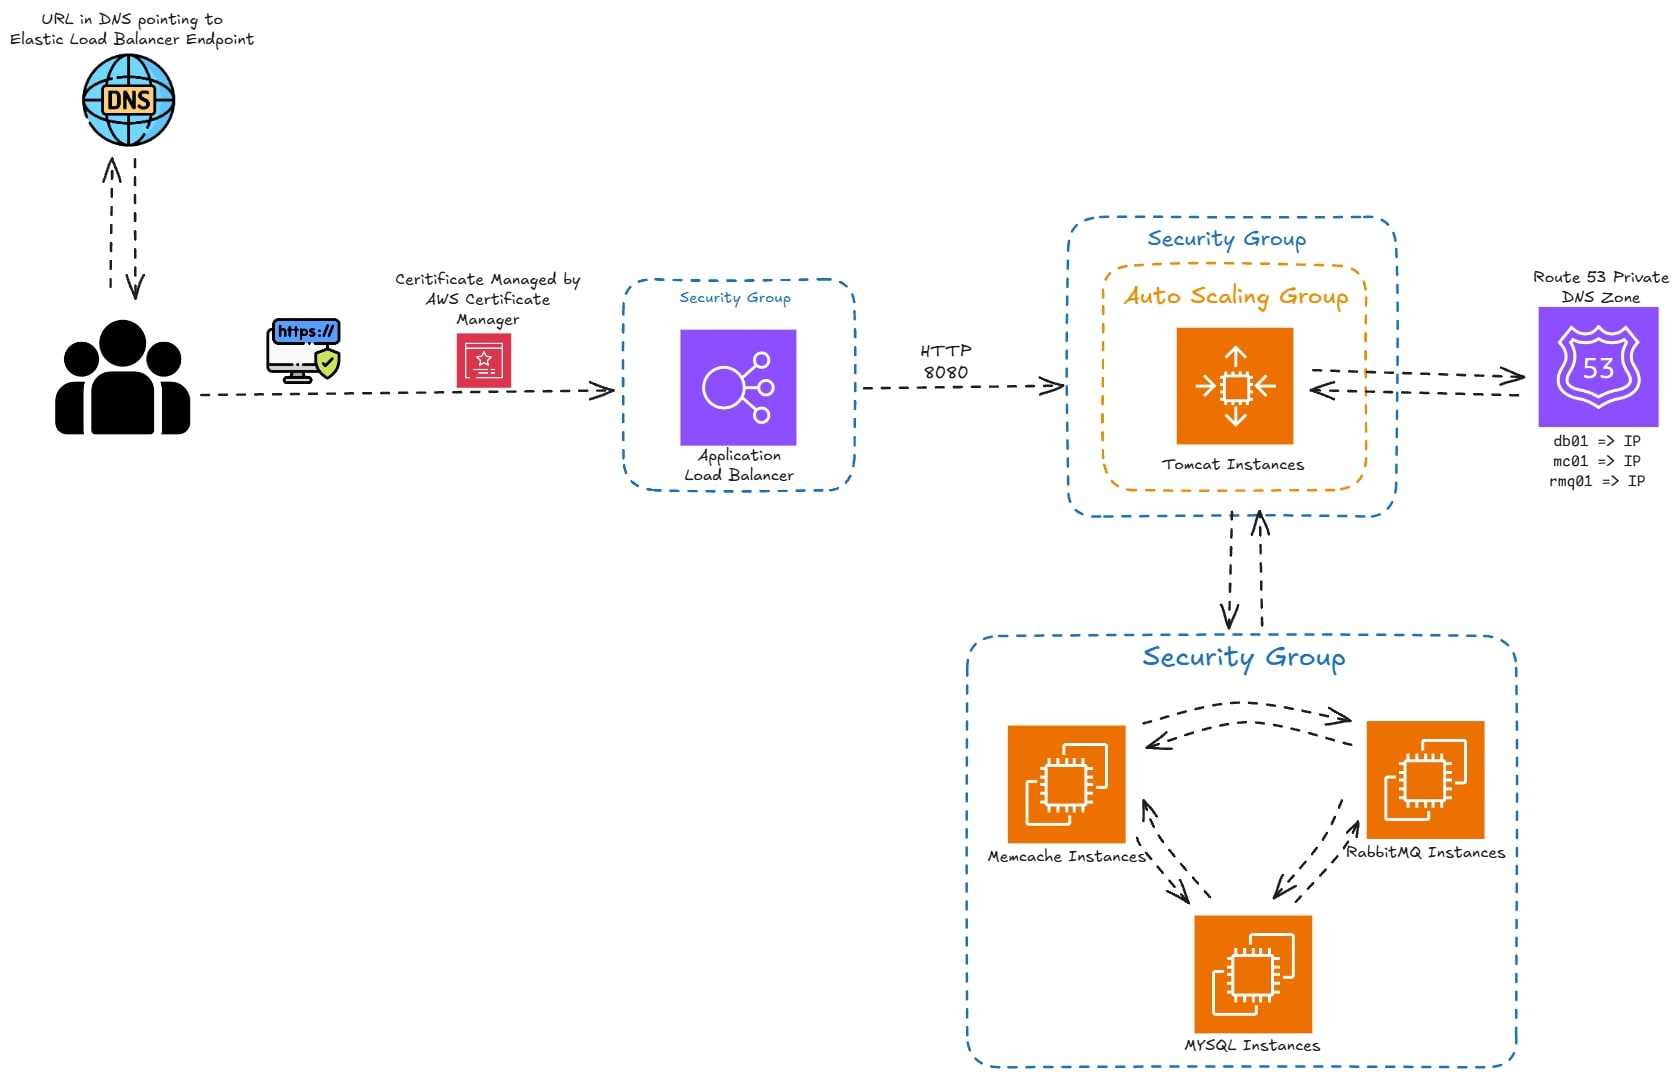 URL in DNS pointing to
Elastic Load Balancer Endpoint
DNS
https://
Ceritificate Managed by
AWS Certificate
Manager
Security Group
Application
Load Balancer
HTTP
8080
Security Group
Auto Scaling Group
Tomcat Instances
Route 53 Private
DNS Zone
53
db01 => IP
mc01 => IP
rmq01 => IP
Security Group
Memcache Instances
RabbitMQ Instances
MYSQL Instances